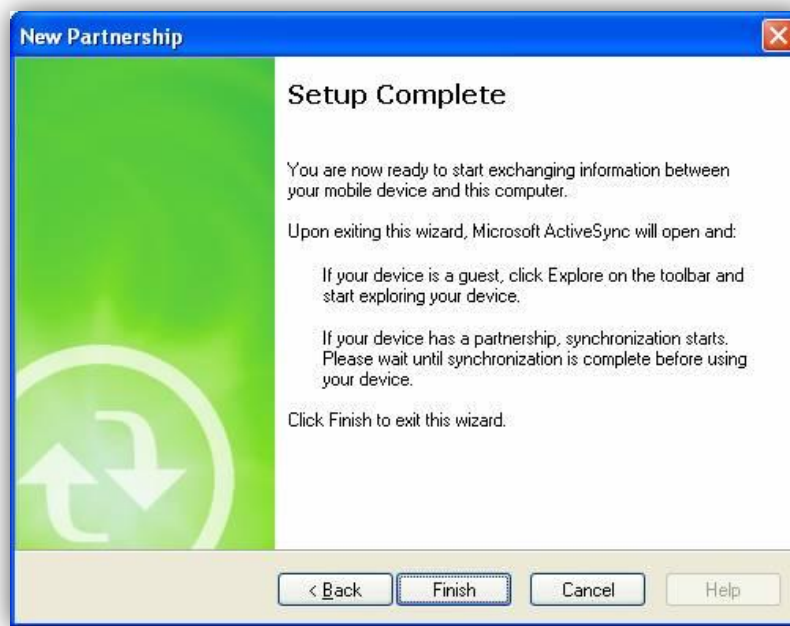 New Partnership
Setup Complete
You are now ready to start exchanging information between
your mobile device and this computer.
Upon exiting this wizard, Microsoft ActiveSync will open and:
If your device is a guest, click Explore on the toolbar and
start exploring your device.
If your device has a partnership, synchronization starts.
Please wait until synchronization is complete before using
your device.
Click Finish to exit this wizard.
< Back Finish Cancel Help